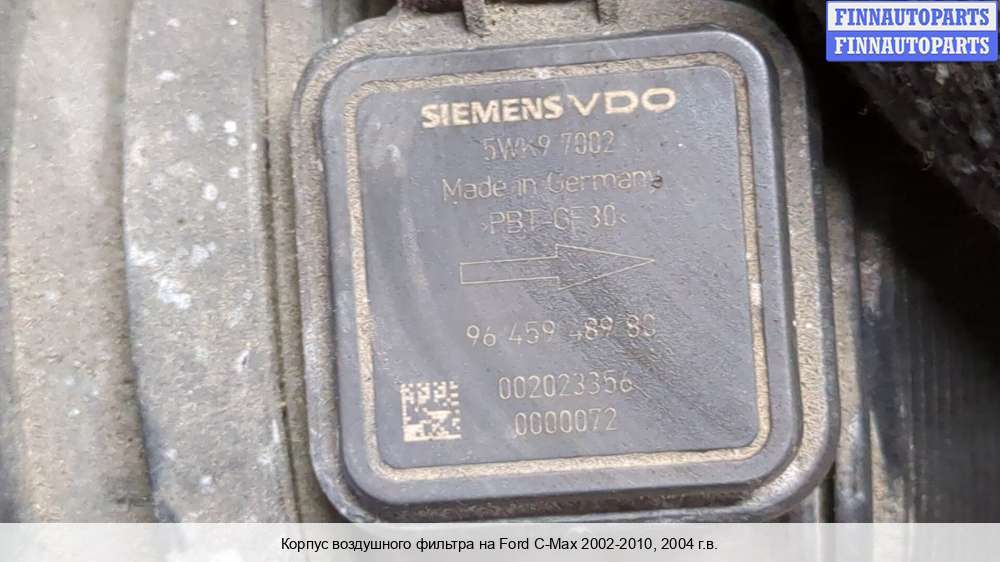 FINNAUTOPARTS
FINNAUTOPARTS
SIEMENS VDO
5WK9 7002
Made in Germany
>PBT-GF30<
96 459 489 80
002023356
0000072
Корпус воздушного фильтра на Ford C-Max 2002-2010, 2004 г.в.